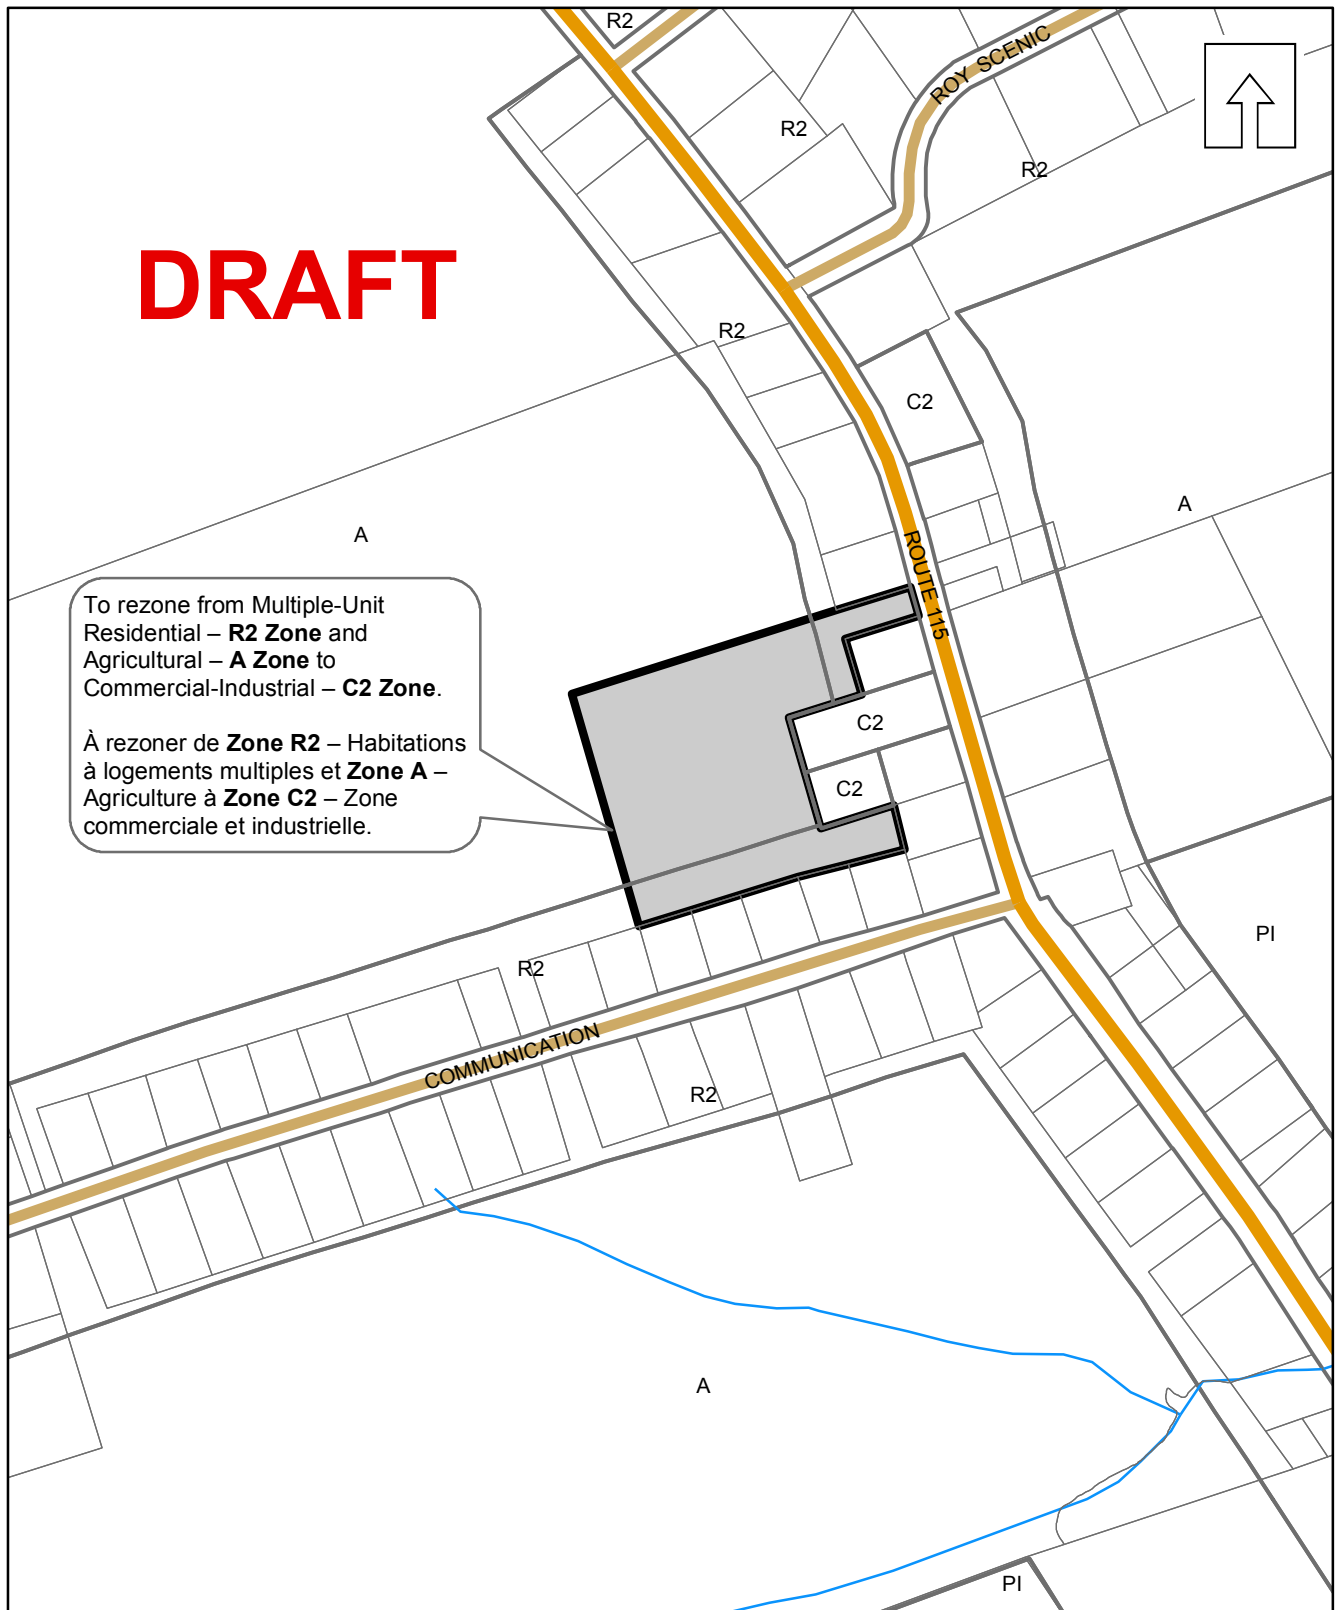 R2
ROY SCENIC
R2
R2
DRAFT
R2
C2
A
A
ROUTE 115
To rezone from Multiple-Unit
Residential – R2 Zone and
Agricultural – A Zone to
Commercial-Industrial – C2 Zone.
À rezoner de Zone R2 – Habitations
à logements multiples et Zone A –
Agriculture à Zone C2 – Zone
commerciale et industrielle.
C2
C2
PI
R2
COMMUNICATION
R2
A
PI